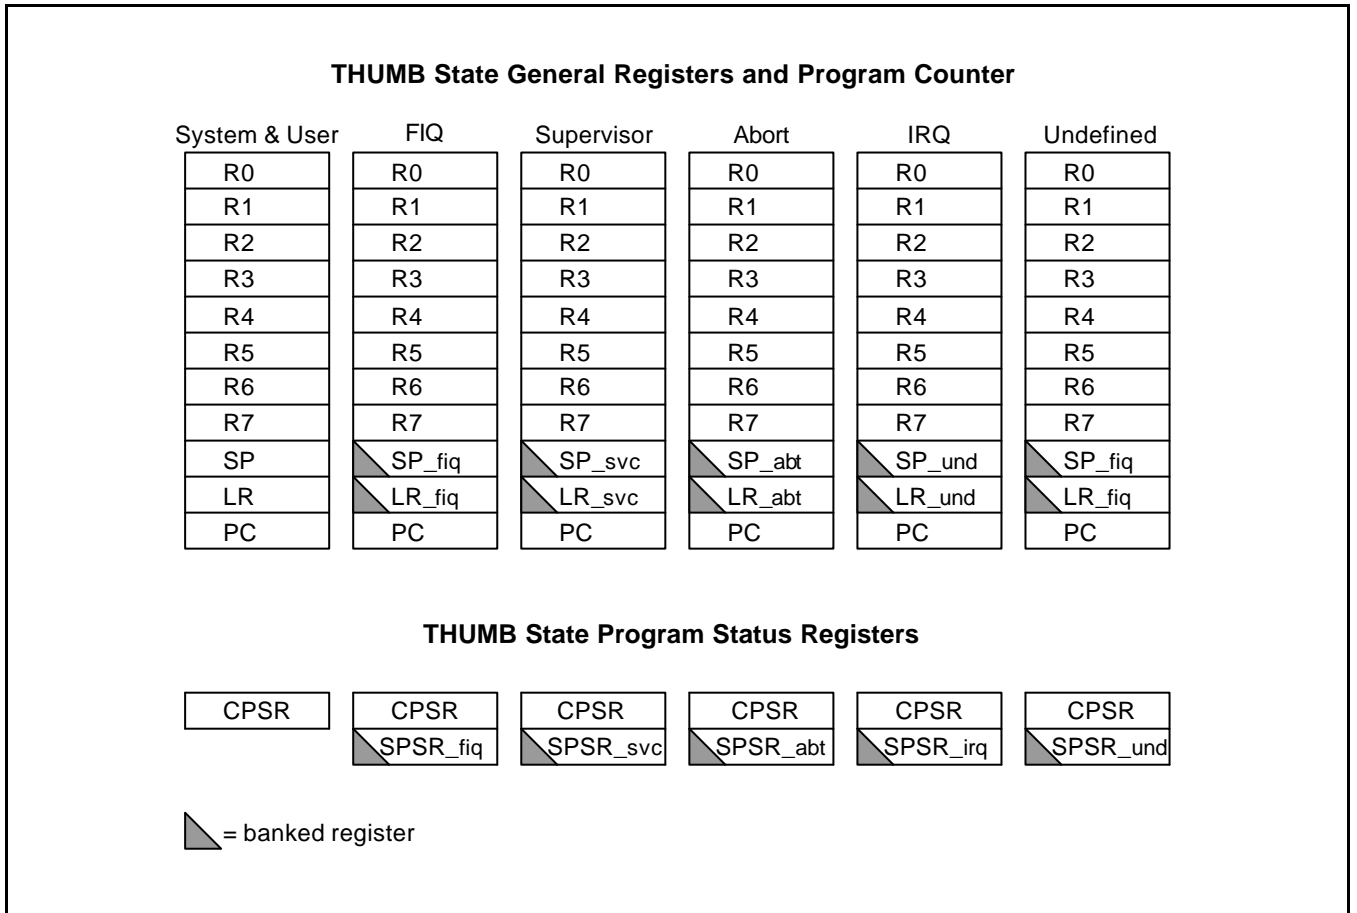 THUMB State General Registers and Program Counter
System & User FIQ Supervisor Abort IRQ Undefined
R0 R0 R0 R0 R0 R0
R1 R1 R1 R1 R1 R1
R2 R2 R2 R2 R2 R2
R3 R3 R3 R3 R3 R3
R4 R4 R4 R4 R4 R4
R5 R5 R5 R5 R5 R5
R6 R6 R6 R6 R6 R6
R7 R7 R7 R7 R7 R7
SP SP_fiq SP_svc SP_abt SP_und SP_fiq
LR LR_fiq LR_svc LR_abt LR_und LR_fiq
PC PC PC PC PC PC
THUMB State Program Status Registers
CPSR CPSR CPSR CPSR CPSR CPSR
SPSR_fiq SPSR_svc SPSR_abt SPSR_irq SPSR_und
= banked register